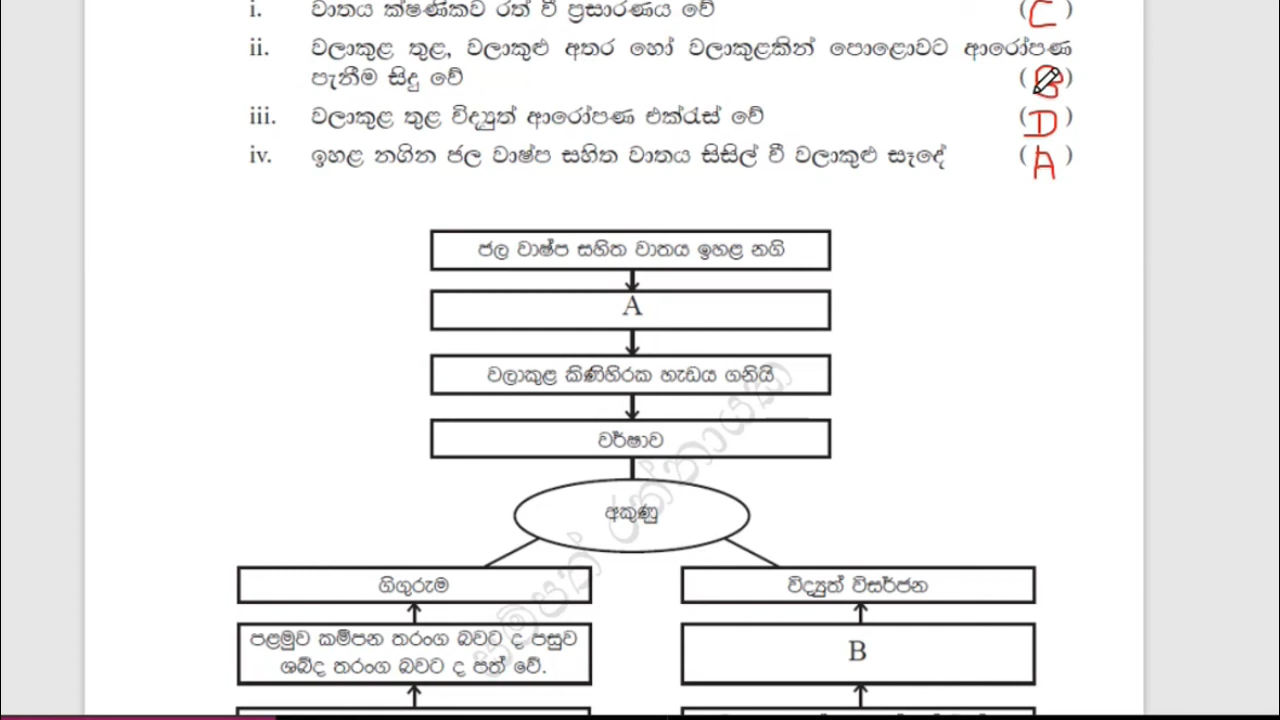 i. වාතය ක්ෂණිකව රත් වී ප්‍රසාරණය වේ (C)
ii. වලාකුළ තුළ, වලාකුළු අතර හෝ වලාකුළකින් පොළොවට ආරෝපණ
පැනීම සිදු වේ (B)
iii. වලාකුළ තුළ විද්‍යුත් ආරෝපණ එක්රැස් වේ (D)
iv. ඉහළ නගින ජල වාෂ්ප සහිත වාතය සිසිල් වී වලාකුළු සෑදේ (A)
ජල වාෂ්ප සහිත වාතය ඉහළ නගි
A
වලාකුළ කිණිහිරක හැඩය ගනියි
වර්ෂාව
අකුණු
ගිගුරුම විද්‍යුත් විසර්ජන
පළමුව කම්පන තරංග බවට ද පසුව
ශබ්ද තරංග බවට ද පත් වේ.
B